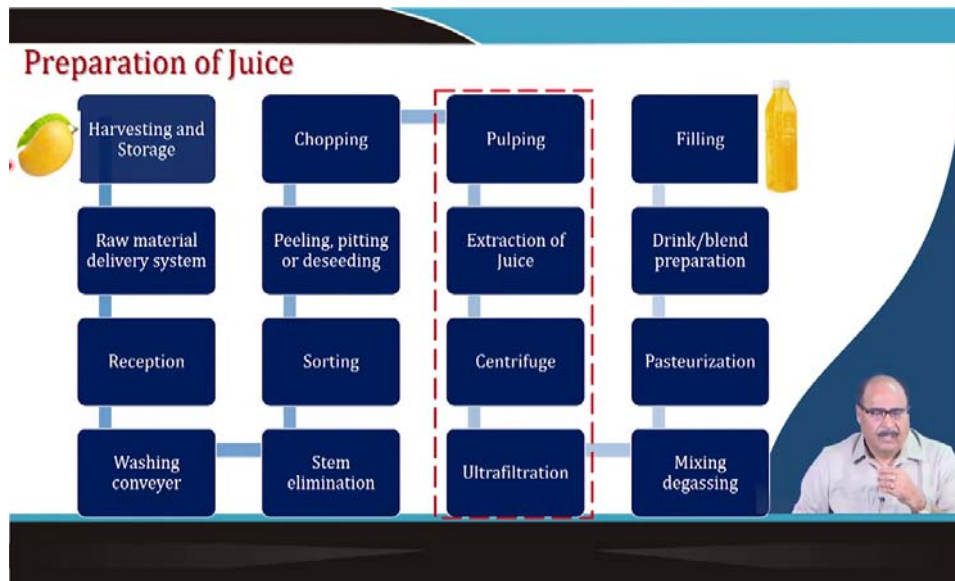 Preparation of Juice
Harvesting and
Storage
Raw material
delivery system
Reception
Washing
conveyer
Stem
elimination
Sorting
Peeling, pitting
or deseeding
Chopping
Pulping
Extraction of
Juice
Centrifuge
Ultrafiltration
Mixing
degassing
Pasteurization
Drink/blend
preparation
Filling